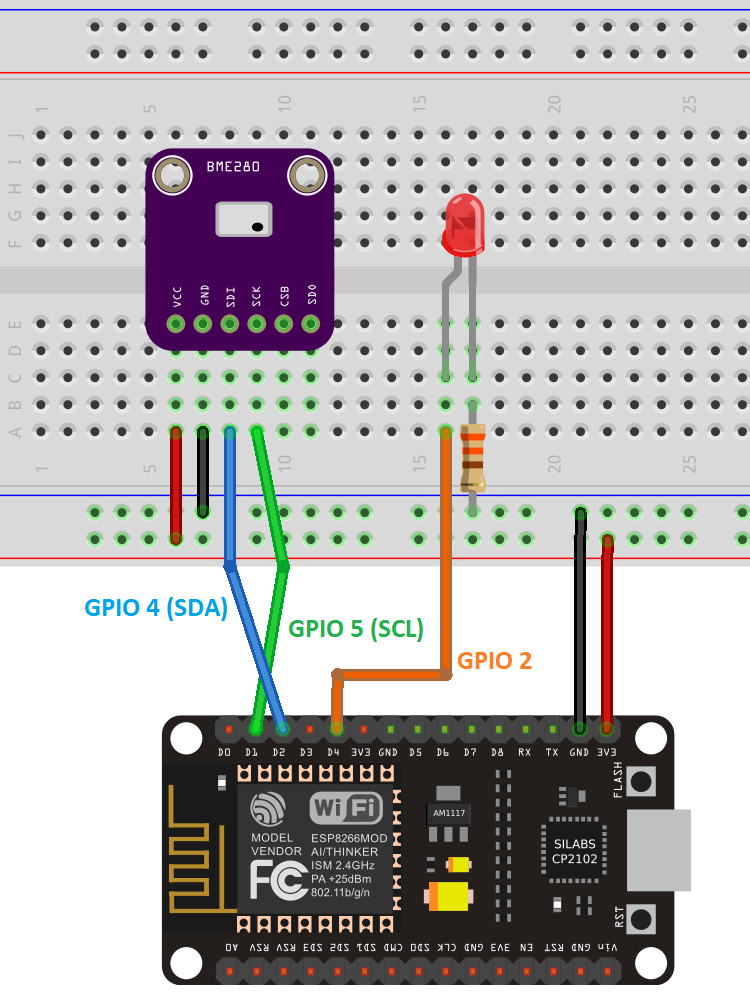 1 5 10 15 20 25
J
I
H
G
F
BME280
VCC GND SDI SCK CSB SDO
E
D
C
B
A
1 5 10 15 20 25
GPIO 4 (SDA)
GPIO 5 (SCL)
GPIO 2
D0 D1 D2 D3 D4 3V3 GND D5 D6 D7 D8 RX TX GND 3V3
FLASH
WiFi
MODEL ESP8266MOD
VENDOR AI/THINKER
ISM 2.4GHz
PA +25dBm
802.11b/g/n
FC
AM1117
SILABS
CP2102
RST
A0 RSV RSV SD3 SD2 SD1 CMD SD0 CLK GND 3V3 EN RST GND Vin